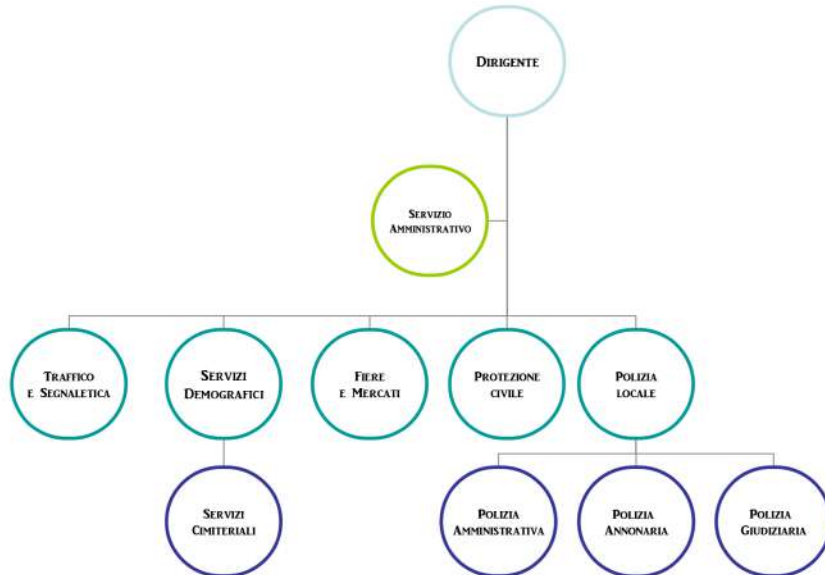 Dirigente
Servizio
Amministrativo
Traffico
e Segnaletica
Servizi
Demografici
Fiere
e Mercati
Protezione
civile
Polizia
locale
Servizi
Cimiteriali
Polizia
Amministrativa
Polizia
Annonaria
Polizia
Giudiziaria